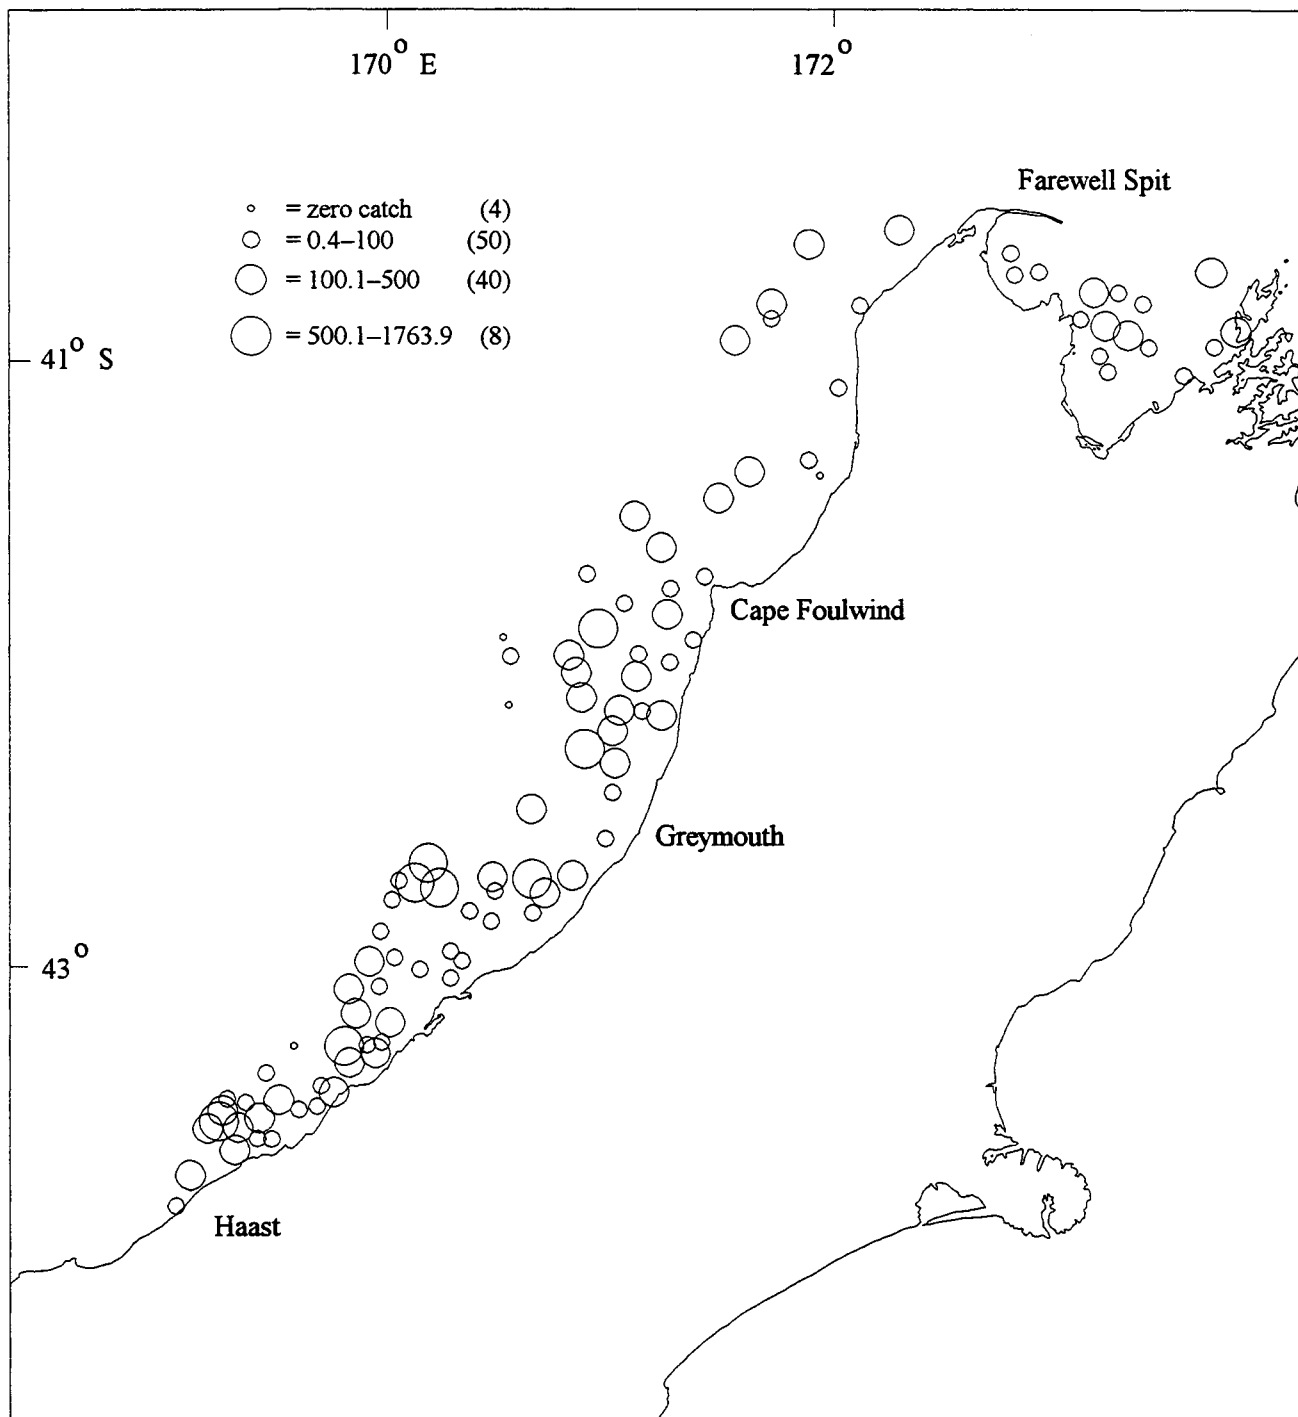 170° E
172°
Farewell Spit
= zero catch (4)
= 0.4–100 (50)
= 100.1–500 (40)
= 500.1–1763.9 (8)
41° S
Cape Foulwind
Greymouth
43°
Haast